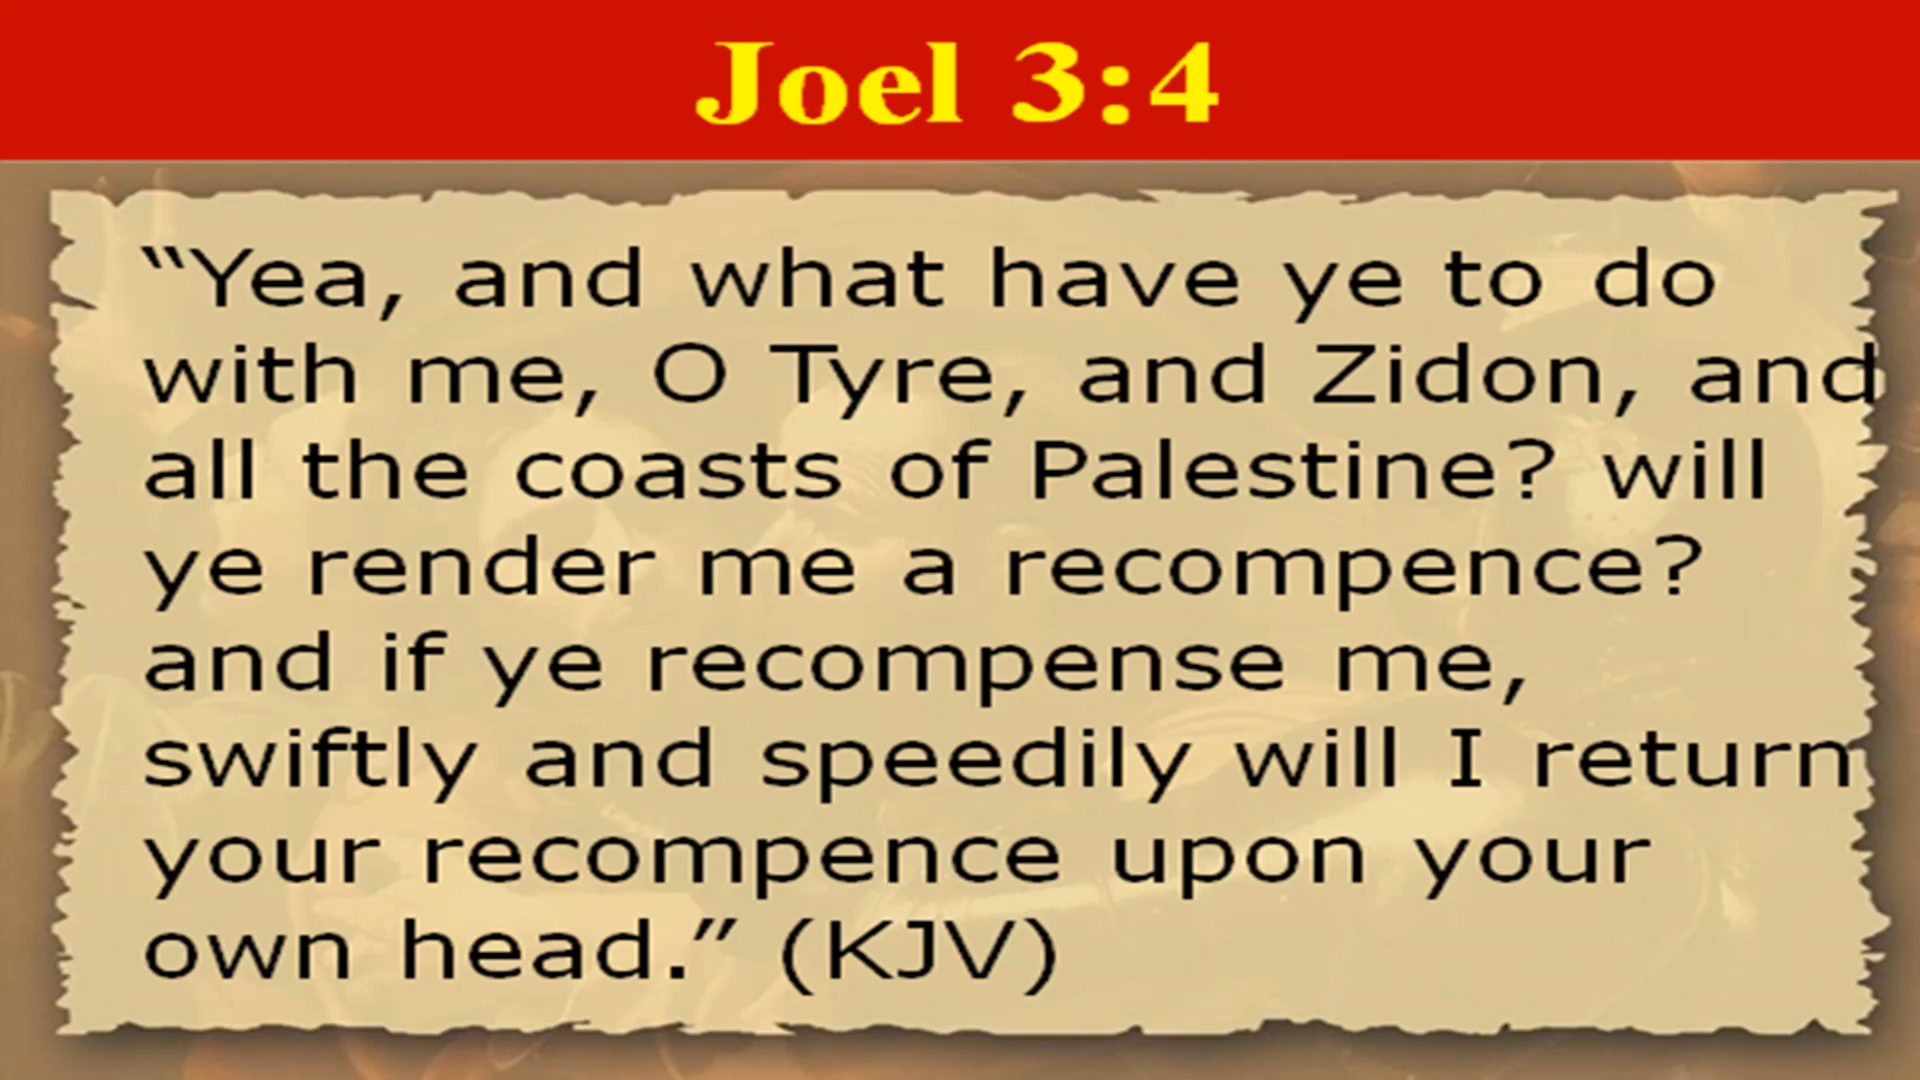 Joel 3:4
“Yea, and what have ye to do
with me, O Tyre, and Zidon, and
all the coasts of Palestine? will
ye render me a recompence?
and if ye recompense me,
swiftly and speedily will I return
your recompence upon your
own head.” (KJV)